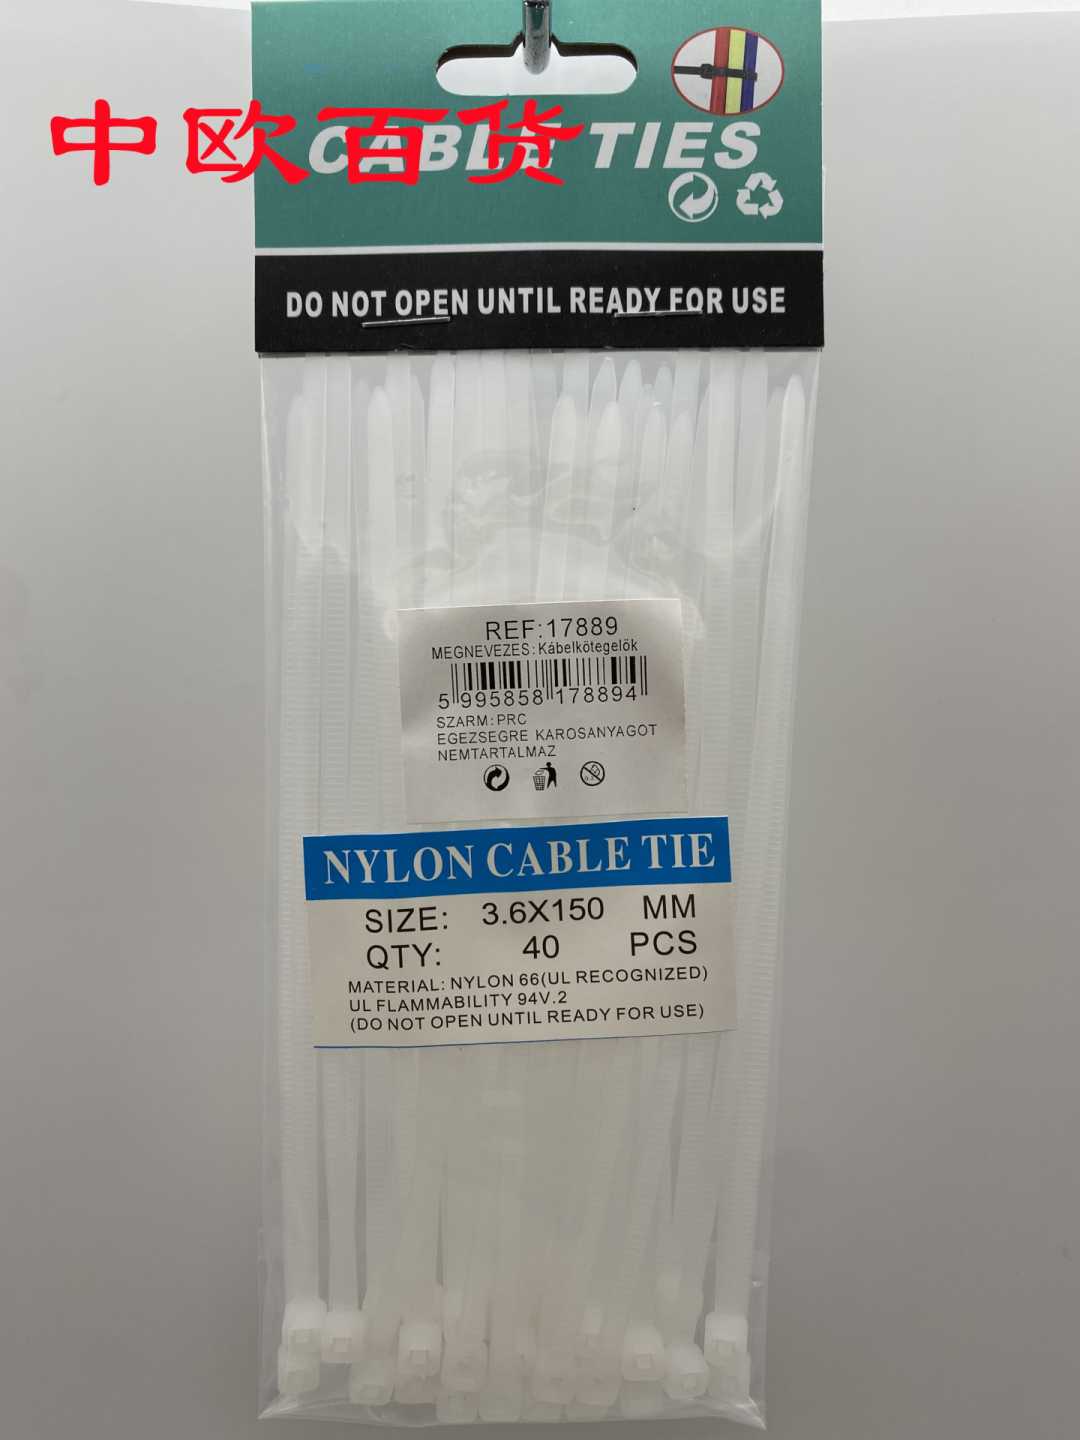 中欧百货
CABLE TIES
DO NOT OPEN UNTIL READY FOR USE
REF:17889
MEGNEVEZES:Kábelkötegelök
5 995858 178894
SZARM:PRC
EGEZSEGRE KAROSANYAGOT
NEMTARTALMAZ
NYLON CABLE TIE
SIZE: 3.6X150 MM
QTY: 40 PCS
MATERIAL: NYLON 66(UL RECOGNIZED)
UL FLAMMABILITY 94V.2
(DO NOT OPEN UNTIL READY FOR USE)